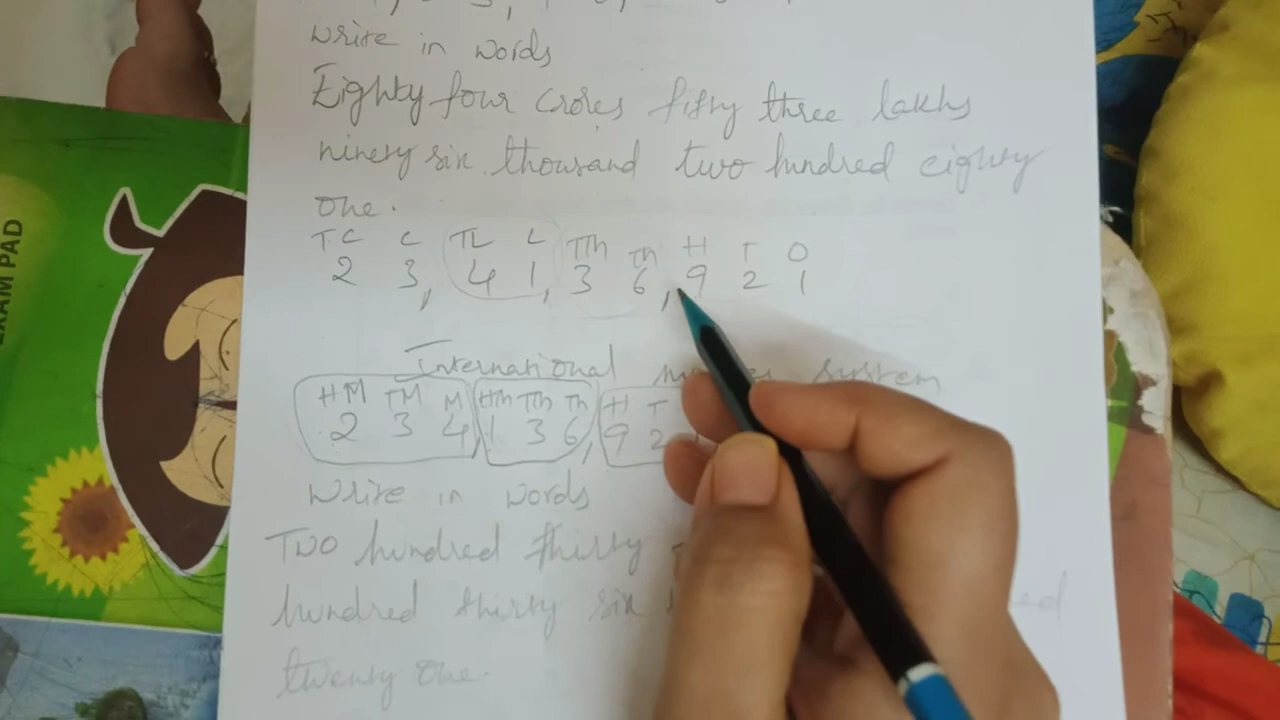 Write in words
Eighty four crores fifty three lakhs
ninety six thousand two hundred eighty
one.
TC C TL L TTh Th H T O
2 3, 4 1, 3 6, 9 2 1
International system
HM TM M HTh TTh Th H T
2 3 4, 1 3 6, 9 2
Write in words
Two hundred thirty
hundred thirty six
twenty one.
EXAM PAD